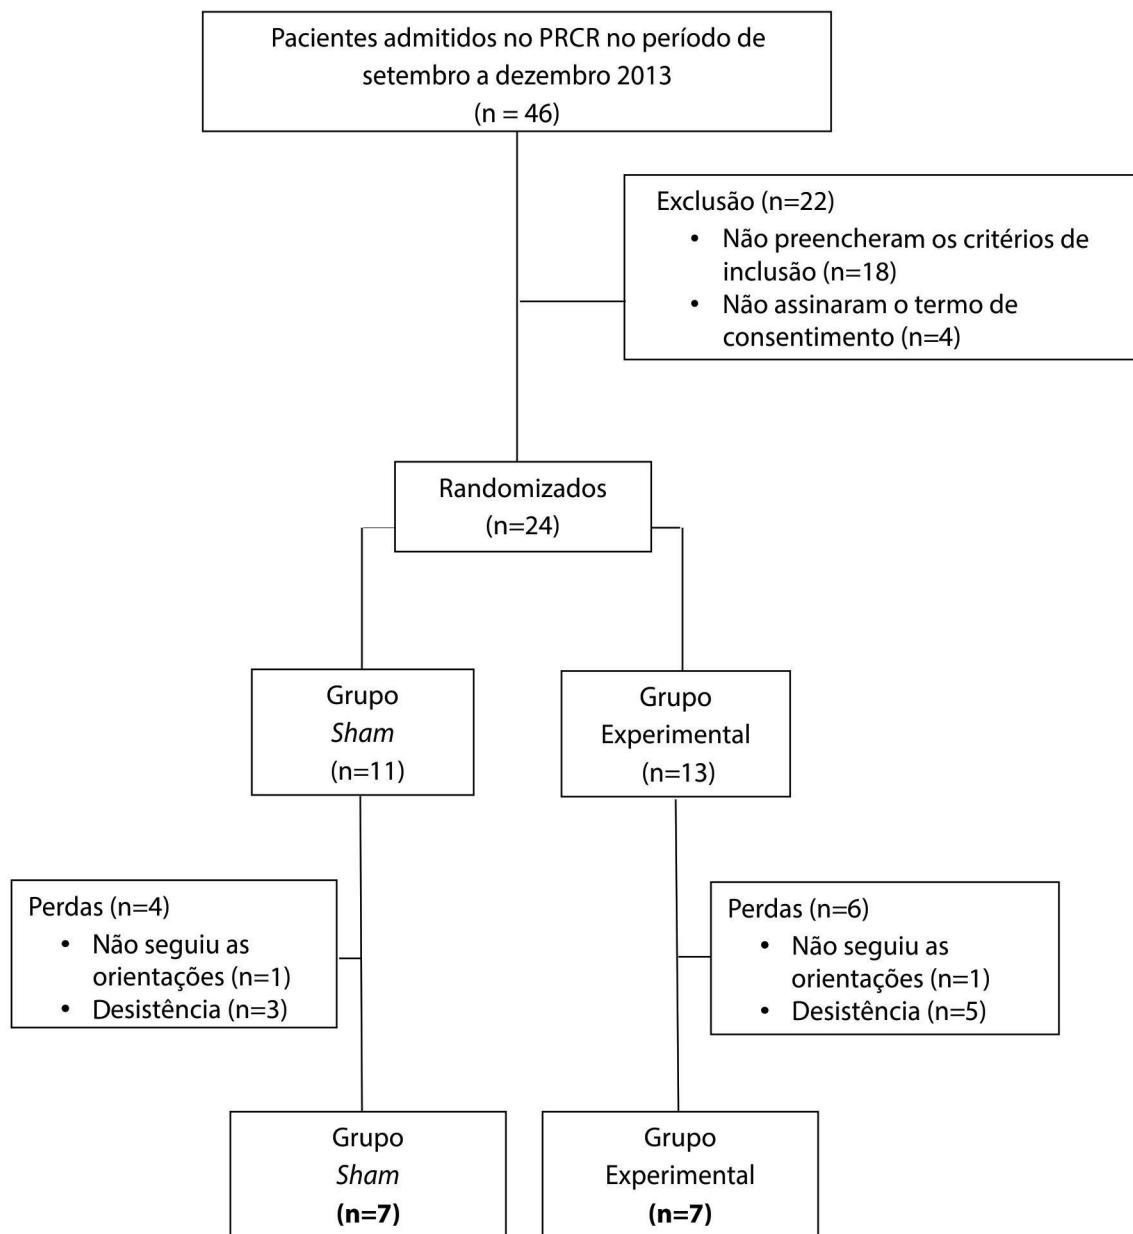 Pacientes admitidos no PRCR no período de
setembro a dezembro 2013
(n = 46)
Exclusão (n=22)
• Não preencheram os critérios de
inclusão (n=18)
• Não assinaram o termo de
consentimento (n=4)
Randomizados
(n=24)
Grupo
Sham
(n=11)
Grupo
Experimental
(n=13)
Perdas (n=4)
• Não seguiu as
orientações (n=1)
• Desistência (n=3)
Perdas (n=6)
• Não seguiu as
orientações (n=1)
• Desistência (n=5)
Grupo
Sham
(n=7)
Grupo
Experimental
(n=7)